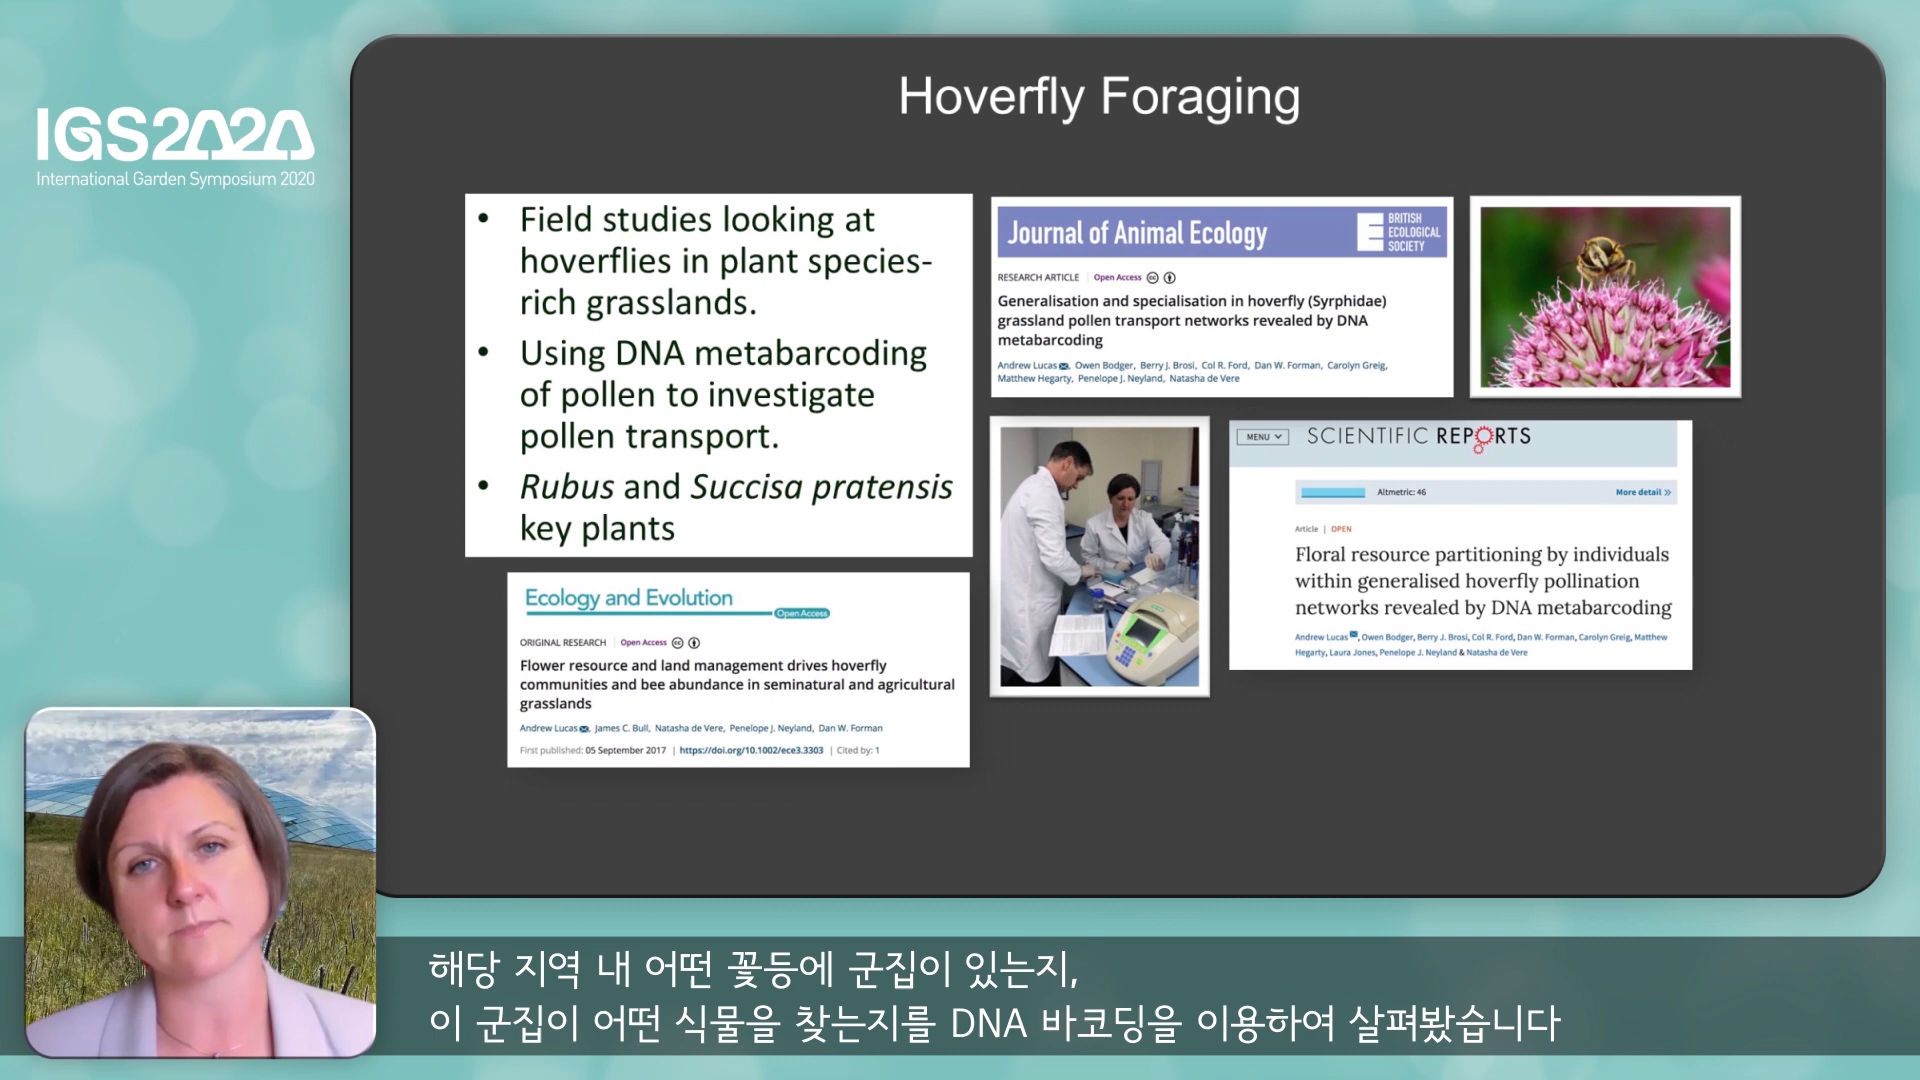 IGS2020
International Garden Symposium 2020
Hoverfly Foraging
• Field studies looking at
hoverflies in plant species-
rich grasslands.
• Using DNA metabarcoding
of pollen to investigate
pollen transport.
• Rubus and Succisa pratensis
key plants
Journal of Animal Ecology
BRITISH
ECOLOGICAL
SOCIETY
RESEARCH ARTICLE | Open Access
Generalisation and specialisation in hoverfly (Syrphidae)
grassland pollen transport networks revealed by DNA
metabarcoding
Andrew Lucas, Owen Bodger, Berry J. Brosi, Col R. Ford, Dan W. Forman, Carolyn Greig,
Matthew Hegarty, Penelope J. Neyland, Natasha de Vere
MENU
SCIENTIFIC REPORTS
Altmetric: 46 More detail »
Article | OPEN
Floral resource partitioning by individuals
within generalised hoverfly pollination
networks revealed by DNA metabarcoding
Andrew Lucas, Owen Bodger, Berry J. Brosi, Col R. Ford, Dan W. Forman, Carolyn Greig, Matthew
Hegarty, Laura Jones, Penelope J. Neyland & Natasha de Vere
Ecology and Evolution
Open Access
ORIGINAL RESEARCH | Open Access
Flower resource and land management drives hoverfly
communities and bee abundance in seminatural and agricultural
grasslands
Andrew Lucas, James C. Bull, Natasha de Vere, Penelope J. Neyland, Dan W. Forman
First published: 05 September 2017 | https://doi.org/10.1002/ece3.3303 | Cited by: 1
해당 지역 내 어떤 꽃등에 군집이 있는지,
이 군집이 어떤 식물을 찾는지를 DNA 바코딩을 이용하여 살펴봤습니다